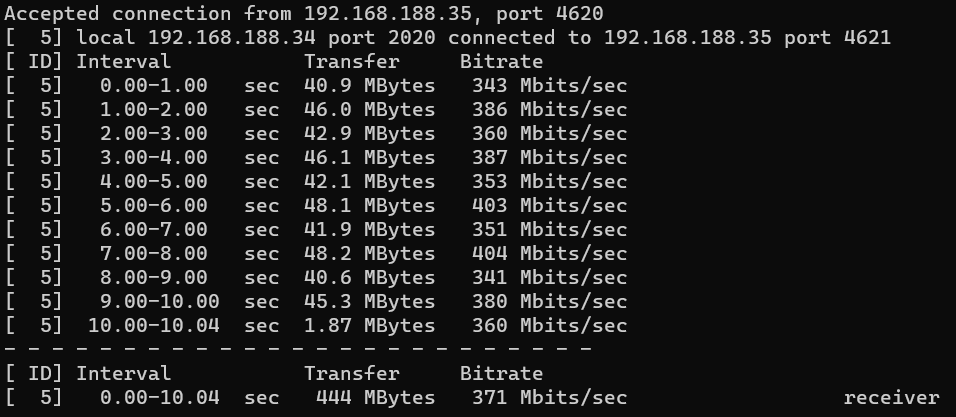 Accepted connection from 192.168.188.35, port 4620
[  5] local 192.168.188.34 port 2020 connected to 192.168.188.35 port 4621
[ ID] Interval           Transfer     Bitrate
[  5]   0.00-1.00   sec  40.9 MBytes   343 Mbits/sec
[  5]   1.00-2.00   sec  46.0 MBytes   386 Mbits/sec
[  5]   2.00-3.00   sec  42.9 MBytes   360 Mbits/sec
[  5]   3.00-4.00   sec  46.1 MBytes   387 Mbits/sec
[  5]   4.00-5.00   sec  42.1 MBytes   353 Mbits/sec
[  5]   5.00-6.00   sec  48.1 MBytes   403 Mbits/sec
[  5]   6.00-7.00   sec  41.9 MBytes   351 Mbits/sec
[  5]   7.00-8.00   sec  48.2 MBytes   404 Mbits/sec
[  5]   8.00-9.00   sec  40.6 MBytes   341 Mbits/sec
[  5]   9.00-10.00  sec  45.3 MBytes   380 Mbits/sec
[  5]  10.00-10.04  sec  1.87 MBytes   360 Mbits/sec
- - - - - - - - - - - - - - - - - - - - - - - - -
[ ID] Interval           Transfer     Bitrate
[  5]   0.00-10.04  sec   444 MBytes   371 Mbits/sec                  receiver